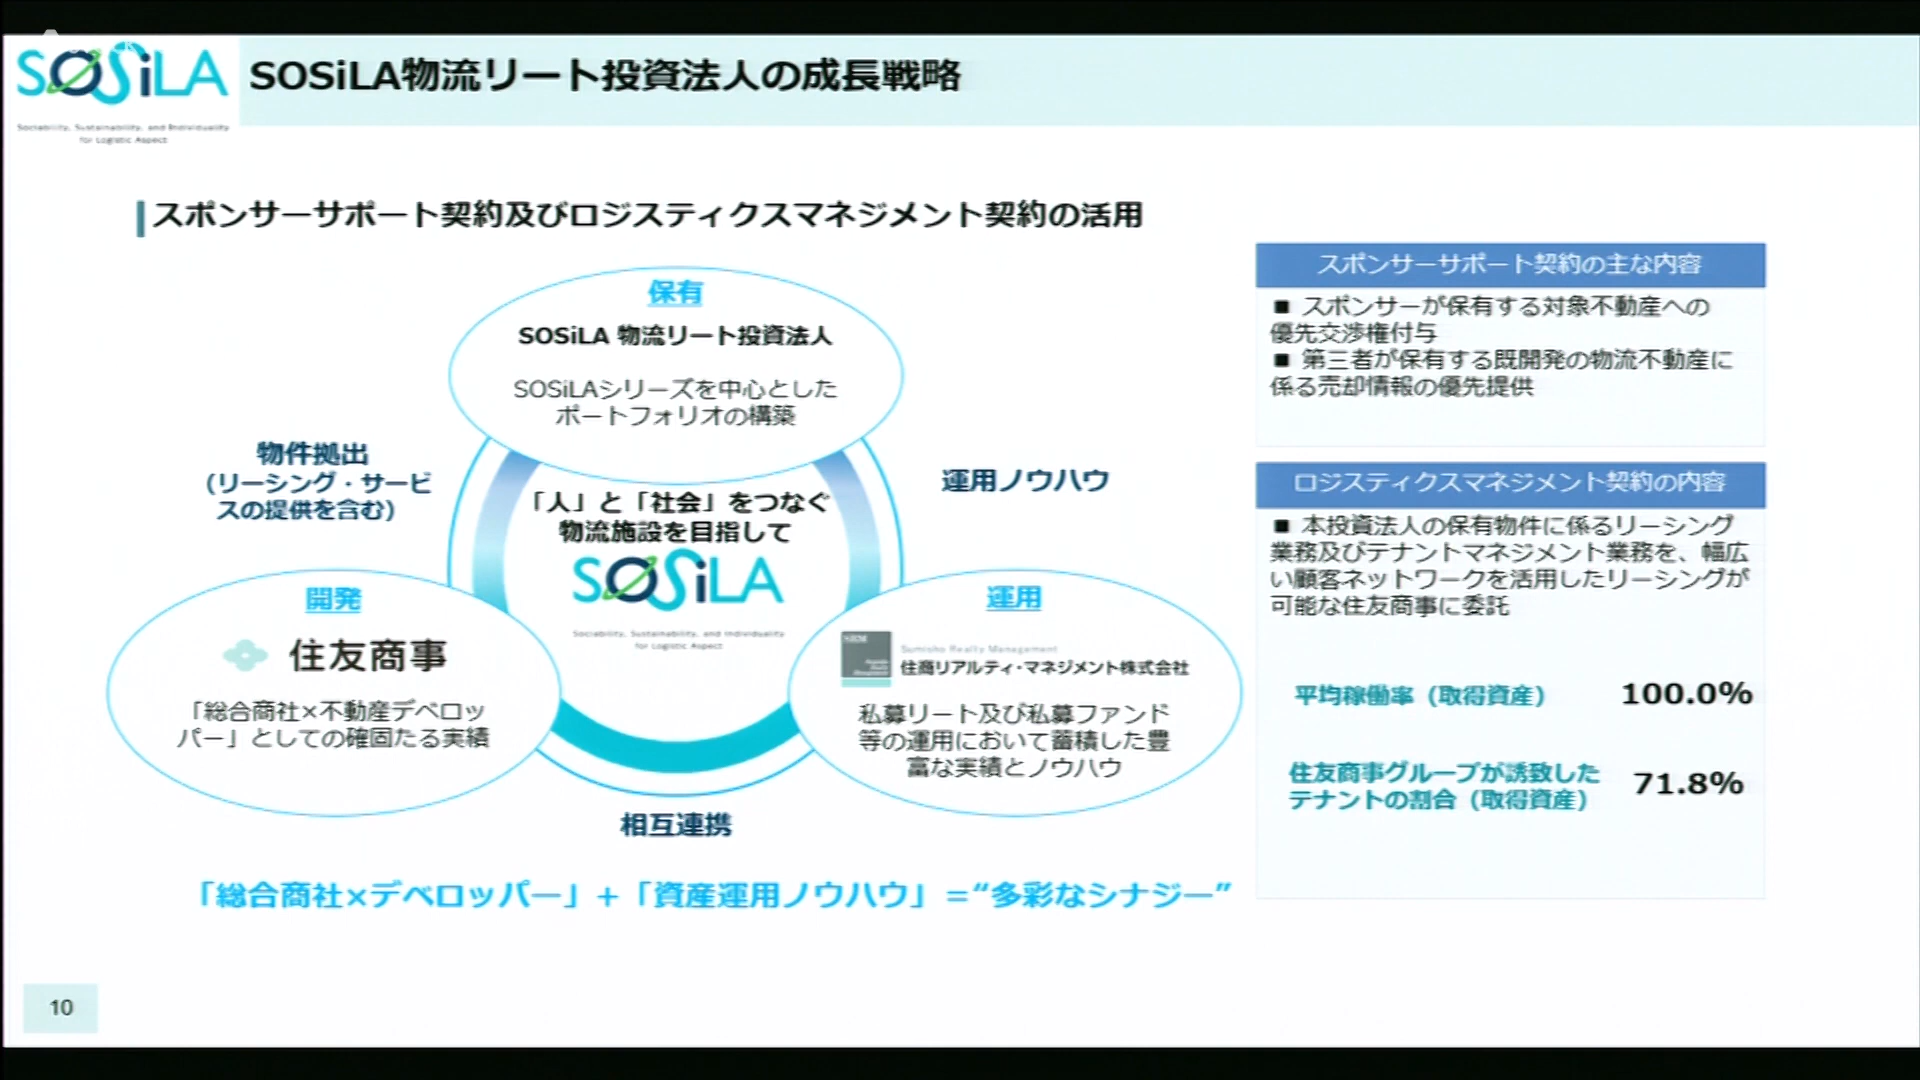 SOSiLA
Sociability, Sustainability, and Individuality
for Logistic Aspect
SOSiLA物流リート投資法人の成長戦略
スポンサーサポート契約及びロジスティクスマネジメント契約の活用
保有
SOSiLA 物流リート投資法人
SOSiLAシリーズを中心とした
ポートフォリオの構築
物件拠出
（リーシング・サービ
スの提供を含む）
運用ノウハウ
「人」と「社会」をつなぐ
物流施設を目指して
SOSiLA
Sociability, Sustainability, and Individuality
for Logistic Aspect
開発
住友商事
「総合商社×不動産デベロッ
パー」としての確固たる実績
運用
SRM
Sumisho Realty Management
住商リアルティ・マネジメント株式会社
私募リート及び私募ファンド
等の運用において蓄積した豊
富な実績とノウハウ
相互連携
「総合商社×デベロッパー」＋「資産運用ノウハウ」＝“多彩なシナジー”
スポンサーサポート契約の主な内容
■ スポンサーが保有する対象不動産への
優先交渉権付与
■ 第三者が保有する既開発の物流不動産に
係る売却情報の優先提供
ロジスティクスマネジメント契約の内容
■ 本投資法人の保有物件に係るリーシング
業務及びテナントマネジメント業務を、幅広
い顧客ネットワークを活用したリーシングが
可能な住友商事に委託
平均稼働率（取得資産） 100.0%
住友商事グループが誘致した
テナントの割合（取得資産） 71.8%
10